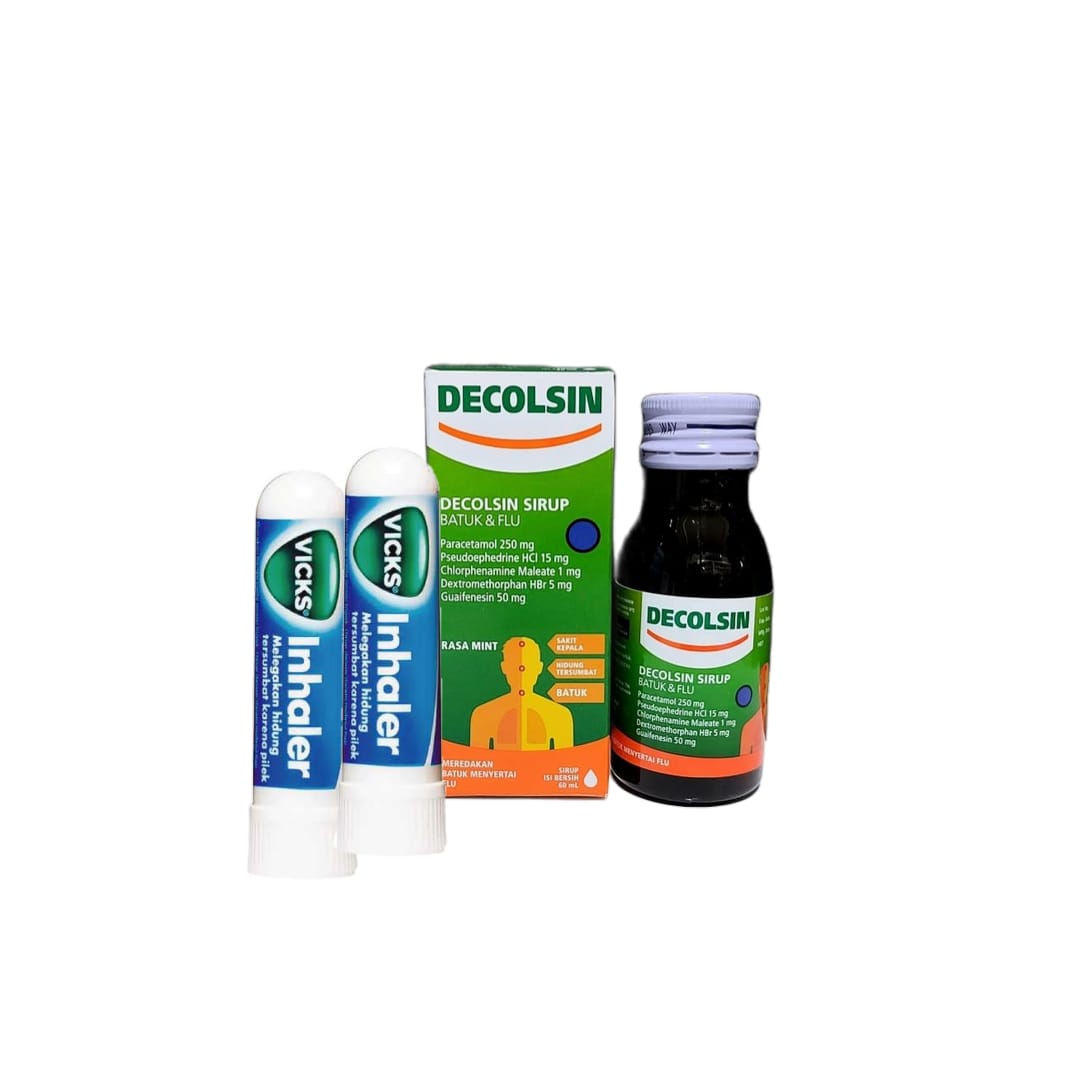 VICKS
Inhaler
Melegakan hidung
tersumbat karena pilek
VICKS
Inhaler
Melegakan hidung
tersumbat karena pilek
DECOLSIN
DECOLSIN SIRUP
BATUK & FLU
Paracetamol 250 mg
Pseudoephedrine HCl 15 mg
Chlorphenamine Maleate 1 mg
Dextromethorphan HBr 5 mg
Guaifenesin 50 mg
RASA MINT
SAKIT
KEPALA
HIDUNG
TERSUMBAT
BATUK
MEREDAKAN
BATUK MENYERTAI
FLU
SIRUP
ISI BERSIH
60 mL
WAY
DECOLSIN
DECOLSIN SIRUP
BATUK & FLU
Paracetamol 250 mg
Pseudoephedrine HCl 15 mg
Chlorphenamine Maleate 1 mg
Dextromethorphan HBr 5 mg
Guaifenesin 50 mg
MENYERTAI FLU